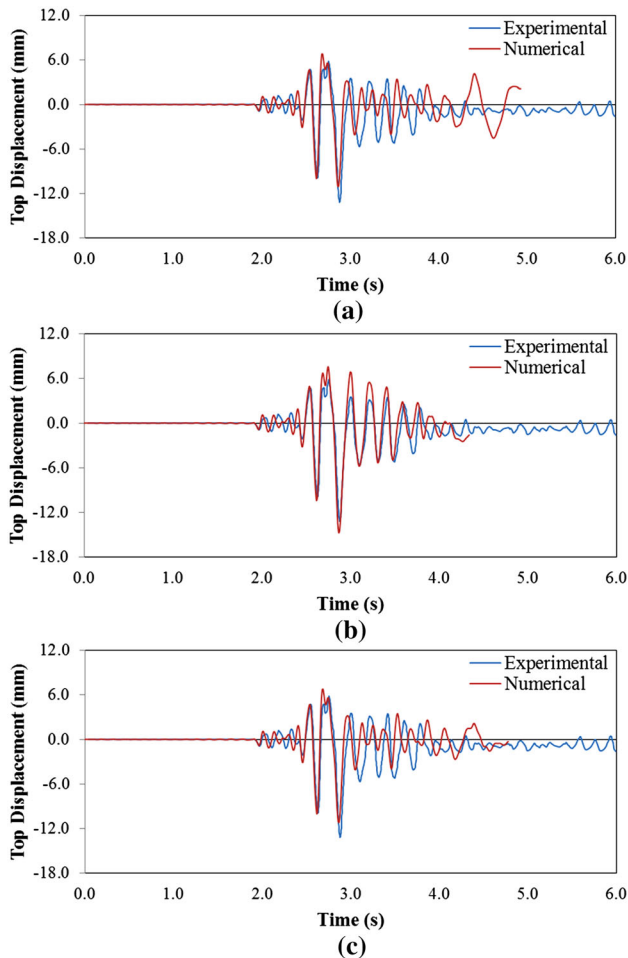 12.0
6.0
0.0
-6.0
-12.0
-18.0
Top Displacement (mm)
Experimental
Numerical
0.0 1.0 2.0 3.0 4.0 5.0 6.0
Time (s)
(a)
12.0
6.0
0.0
-6.0
-12.0
-18.0
Top Displacement (mm)
Experimental
Numerical
0.0 1.0 2.0 3.0 4.0 5.0 6.0
Time (s)
(b)
12.0
6.0
0.0
-6.0
-12.0
-18.0
Top Displacement (mm)
Experimental
Numerical
0.0 1.0 2.0 3.0 4.0 5.0 6.0
Time (s)
(c)